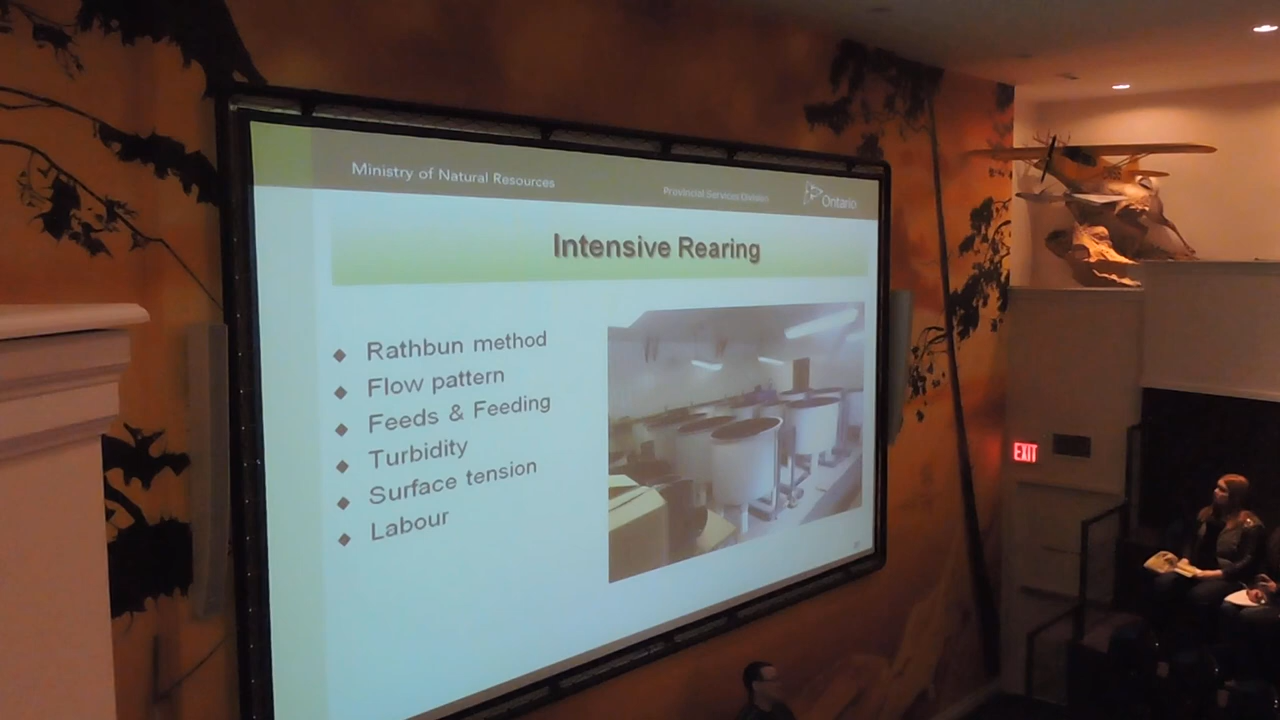 Ministry of Natural Resources
Provincial Services Division
Ontario
Intensive Rearing
Rathbun method
Flow pattern
Feeds & Feeding
Turbidity
Surface tension
Labour
EXIT